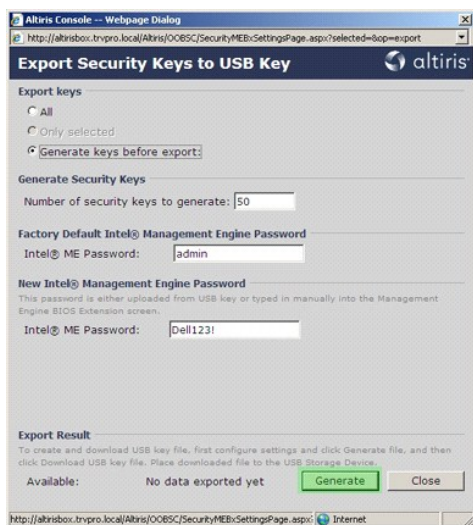 Altiris Console -- Webpage Dialog
http://altirisbox.trvpro.local/Altiris/OOBSC/SecurityMEBxSettingsPage.aspx?selected=&op=export
Export Security Keys to USB Key
altiris
Export keys
All
Only selected
Generate keys before export:
Generate Security Keys
Number of security keys to generate: 50
Factory Default Intel® Management Engine Password
Intel® ME Password: admin
New Intel® Management Engine Password
This password is either uploaded from USB key or typed in manually into the Management
Engine BIOS Extension screen.
Intel® ME Password: Dell123!
Export Result
To create and download USB key file, first configure settings and click Generate file, and then
click Download USB key file. Place downloaded file to the USB Storage Device.
Available: No data exported yet Generate Close
http://altirisbox.trvpro.local/Altiris/OOBSC/SecurityMEBxSettingsPage.aspx? Internet